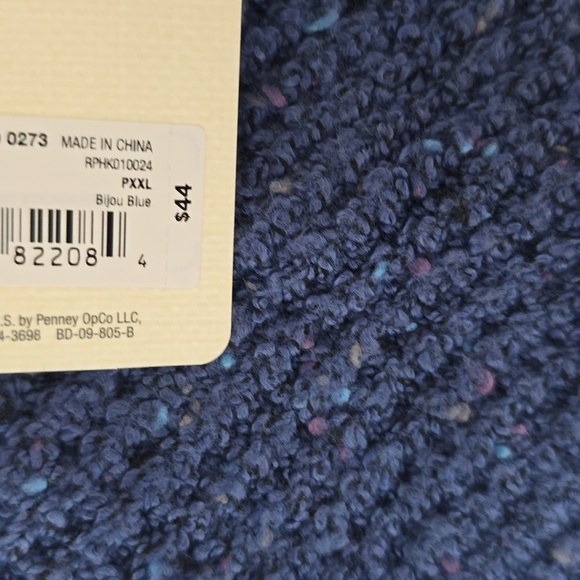 0273 MADE IN CHINA
RPHK010024
PXXL
Bijou Blue
$44
82208 4
.S. by Penney OpCo LLC,
4-3698 BD-09-805-B